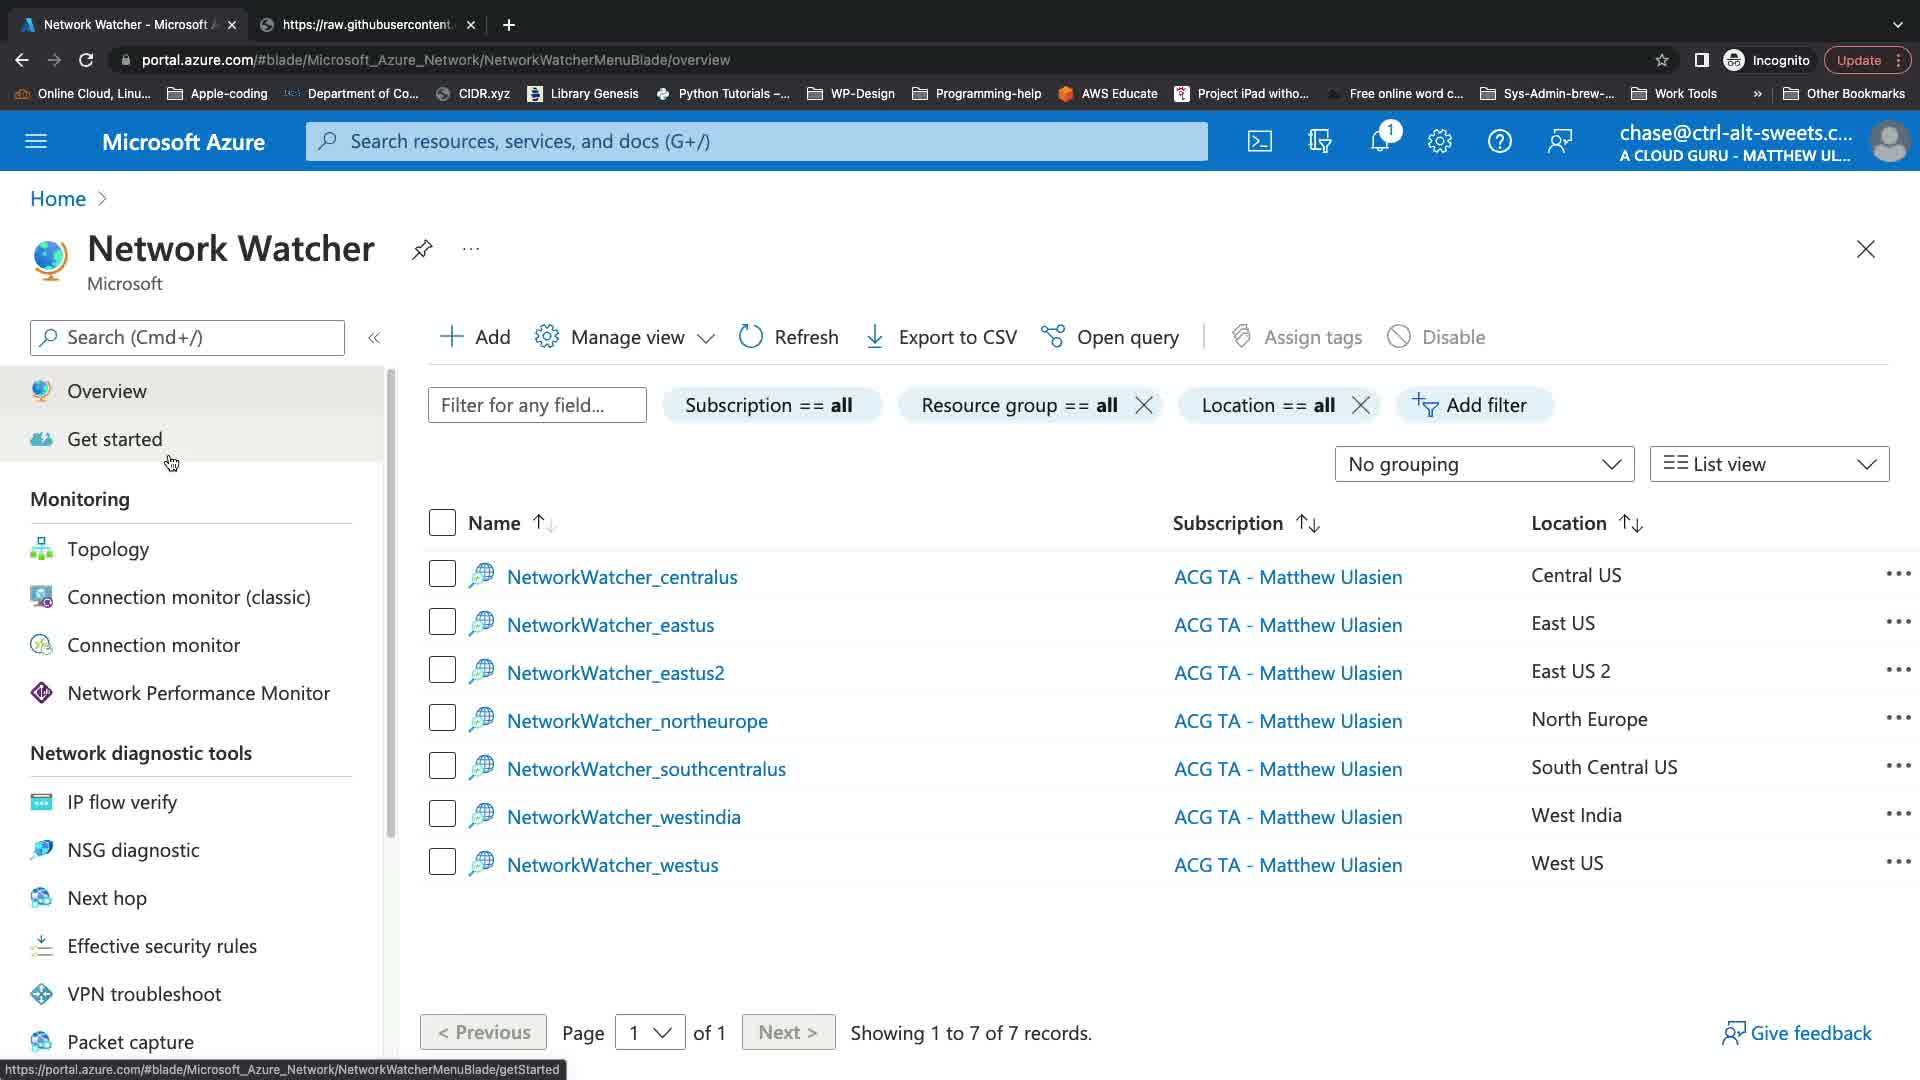 Network Watcher - Microsoft A
https://raw.githubusercontent.
portal.azure.com/#blade/Microsoft_Azure_Network/NetworkWatcherMenuBlade/overview
Incognito
Update
Online Cloud, Linu...
Apple-coding
Department of Co...
CIDR.xyz
Library Genesis
Python Tutorials –...
WP-Design
Programming-help
AWS Educate
Project iPad witho...
Free online word c...
Sys-Admin-brew-...
Work Tools
»
Other Bookmarks
Microsoft Azure
Search resources, services, and docs (G+/)
1
chase@ctrl-alt-sweets.c...
A CLOUD GURU - MATTHEW UL...
Home >
Network Watcher
...
Microsoft
Search (Cmd+/)
«
Add
Manage view
Refresh
Export to CSV
Open query
Assign tags
Disable
Overview
Get started
Monitoring
Topology
Connection monitor (classic)
Connection monitor
Network Performance Monitor
Network diagnostic tools
IP flow verify
NSG diagnostic
Next hop
Effective security rules
VPN troubleshoot
Packet capture
Filter for any field...
Subscription == all
Resource group == all
Location == all
Add filter
No grouping
List view
Name
Subscription
Location
NetworkWatcher_centralus
ACG TA - Matthew Ulasien
Central US
NetworkWatcher_eastus
ACG TA - Matthew Ulasien
East US
NetworkWatcher_eastus2
ACG TA - Matthew Ulasien
East US 2
NetworkWatcher_northeurope
ACG TA - Matthew Ulasien
North Europe
NetworkWatcher_southcentralus
ACG TA - Matthew Ulasien
South Central US
NetworkWatcher_westindia
ACG TA - Matthew Ulasien
West India
NetworkWatcher_westus
ACG TA - Matthew Ulasien
West US
< Previous
Page
1
of 1
Next >
Showing 1 to 7 of 7 records.
Give feedback
https://portal.azure.com/#blade/Microsoft_Azure_Network/NetworkWatcherMenuBlade/getStarted